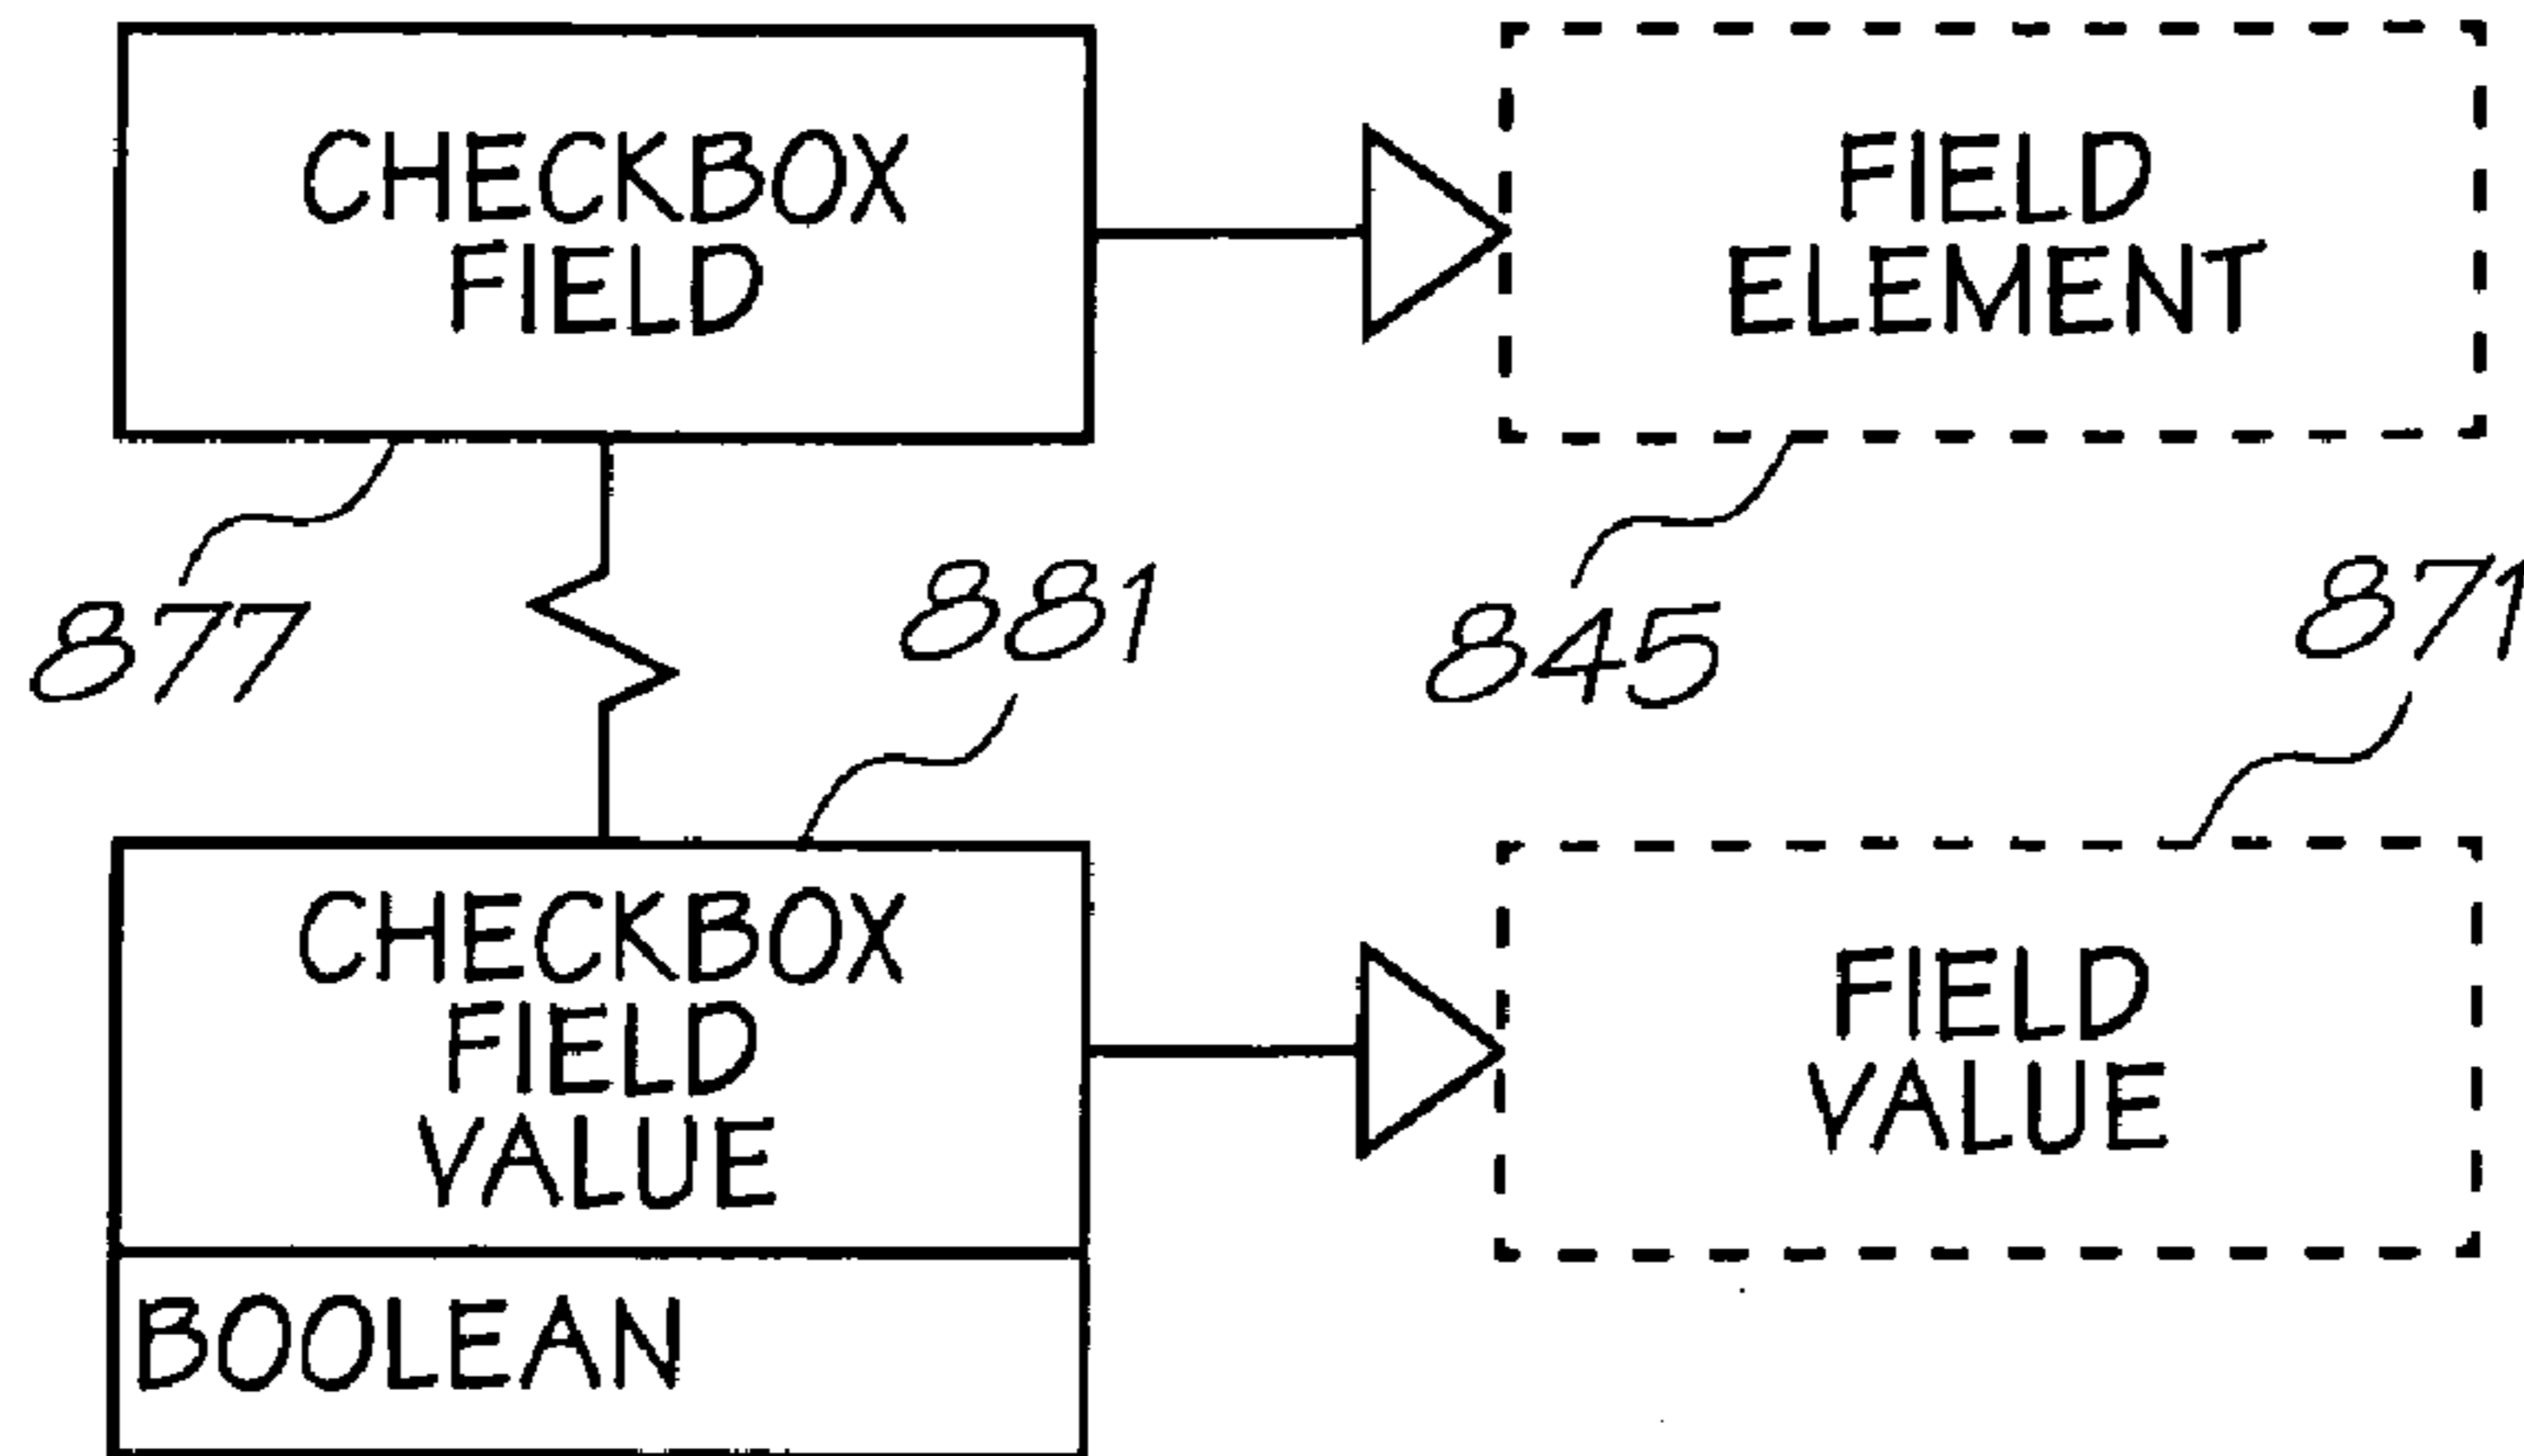 CHECKBOX
FIELD
FIELD
ELEMENT
877
881
845
871
CHECKBOX
FIELD
VALUE
FIELD
VALUE
BOOLEAN